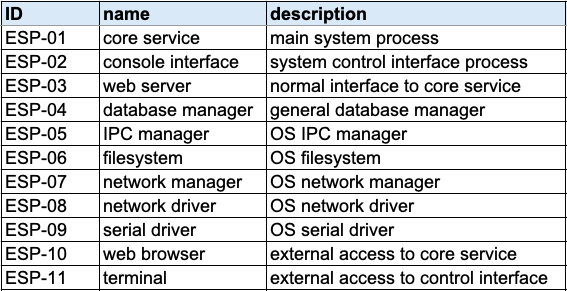 ID name description
ESP-01 core service main system process
ESP-02 console interface system control interface process
ESP-03 web server normal interface to core service
ESP-04 database manager general database manager
ESP-05 IPC manager OS IPC manager
ESP-06 filesystem OS filesystem
ESP-07 network manager OS network manager
ESP-08 network driver OS network driver
ESP-09 serial driver OS serial driver
ESP-10 web browser external access to core service
ESP-11 terminal external access to control interface